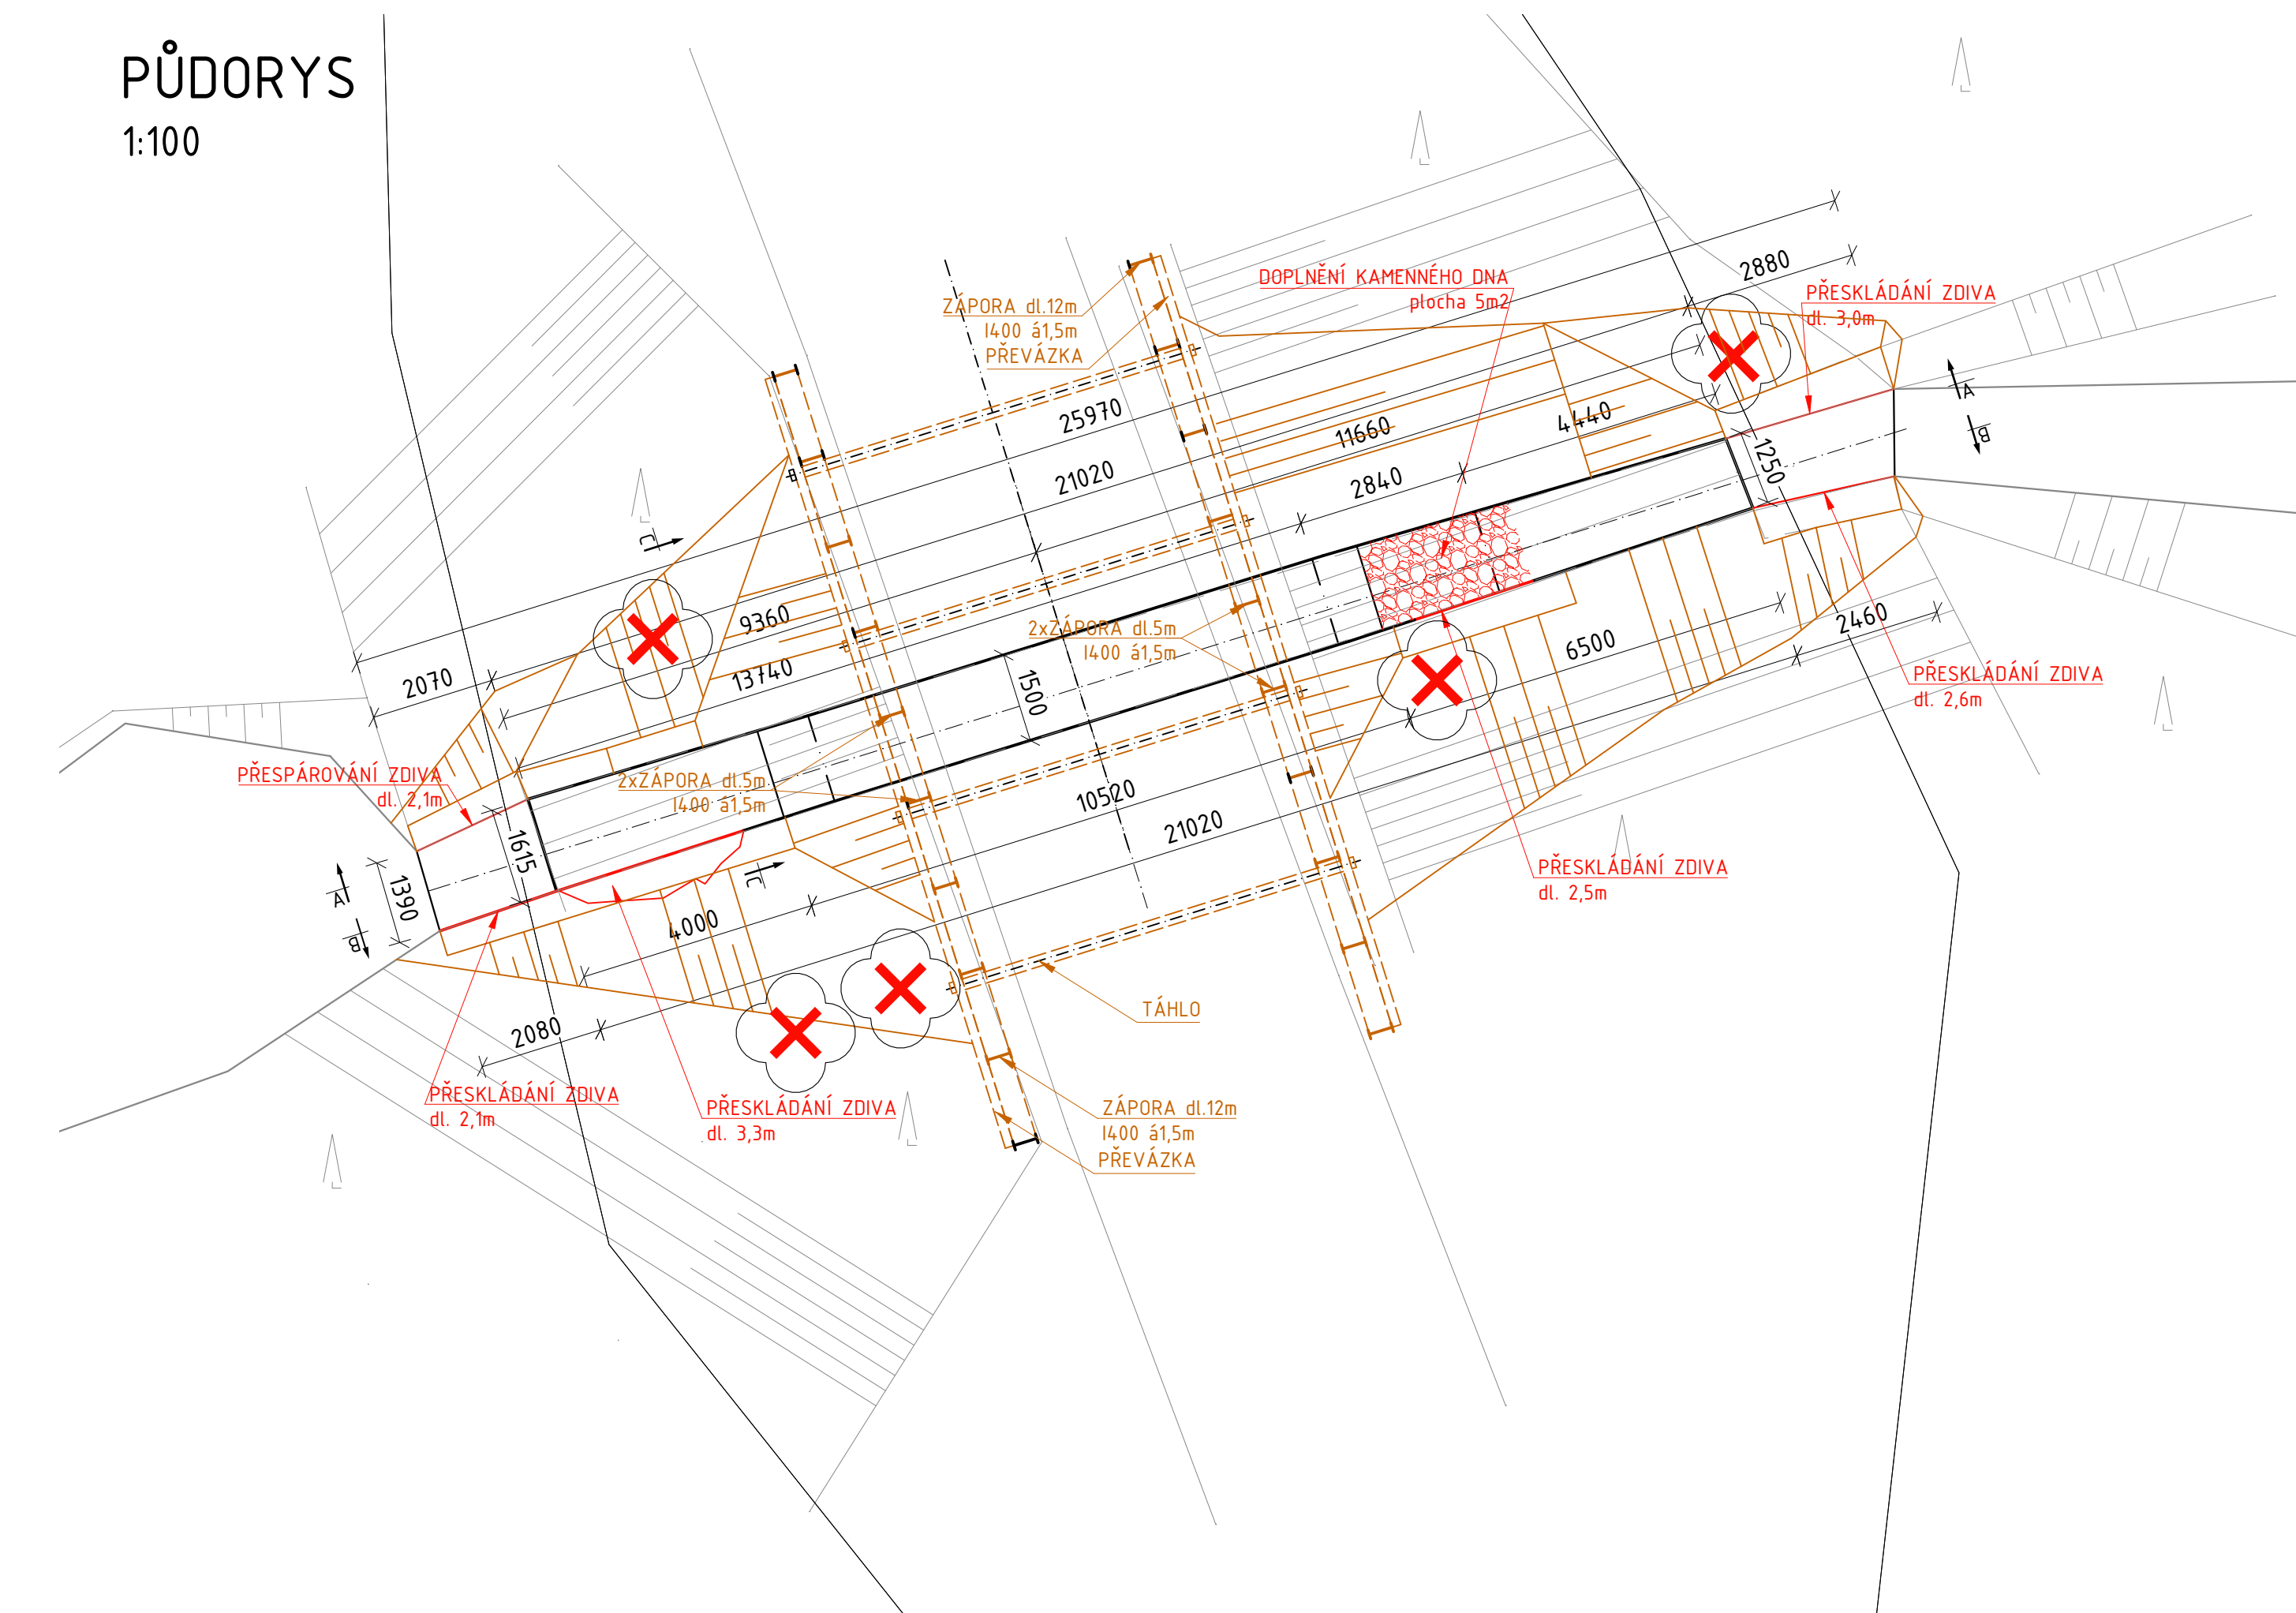 PŮDORYS
1:100
2880
DOPLNĚNÍ KAMENNÉHO DNA
plocha 5m2
PŘESKLÁDÁNÍ ZDIVA
dl. 3,0m
ZÁPORA dl.12m
I400 á1,5m
PŘEVÁZKA
A
B
25970
11660
4440
1250
21020
2840
C
9360
2xZÁPORA dl.5m
I400 á1,5m
6500
2460
2070
13740
1500
PŘESKLÁDÁNÍ ZDIVA
dl. 2,6m
PŘESPÁROVÁNÍ ZDIVA
dl. 2,1m
2xZÁPORA dl.5m
I400 á1,5m
10520
21020
1615
1390
A
B
C
PŘESKLÁDÁNÍ ZDIVA
dl. 2,5m
4000
2080
TÁHLO
PŘESKLÁDÁNÍ ZDIVA
dl. 2,1m
PŘESKLÁDÁNÍ ZDIVA
dl. 3,3m
ZÁPORA dl.12m
I400 á1,5m
PŘEVÁZKA